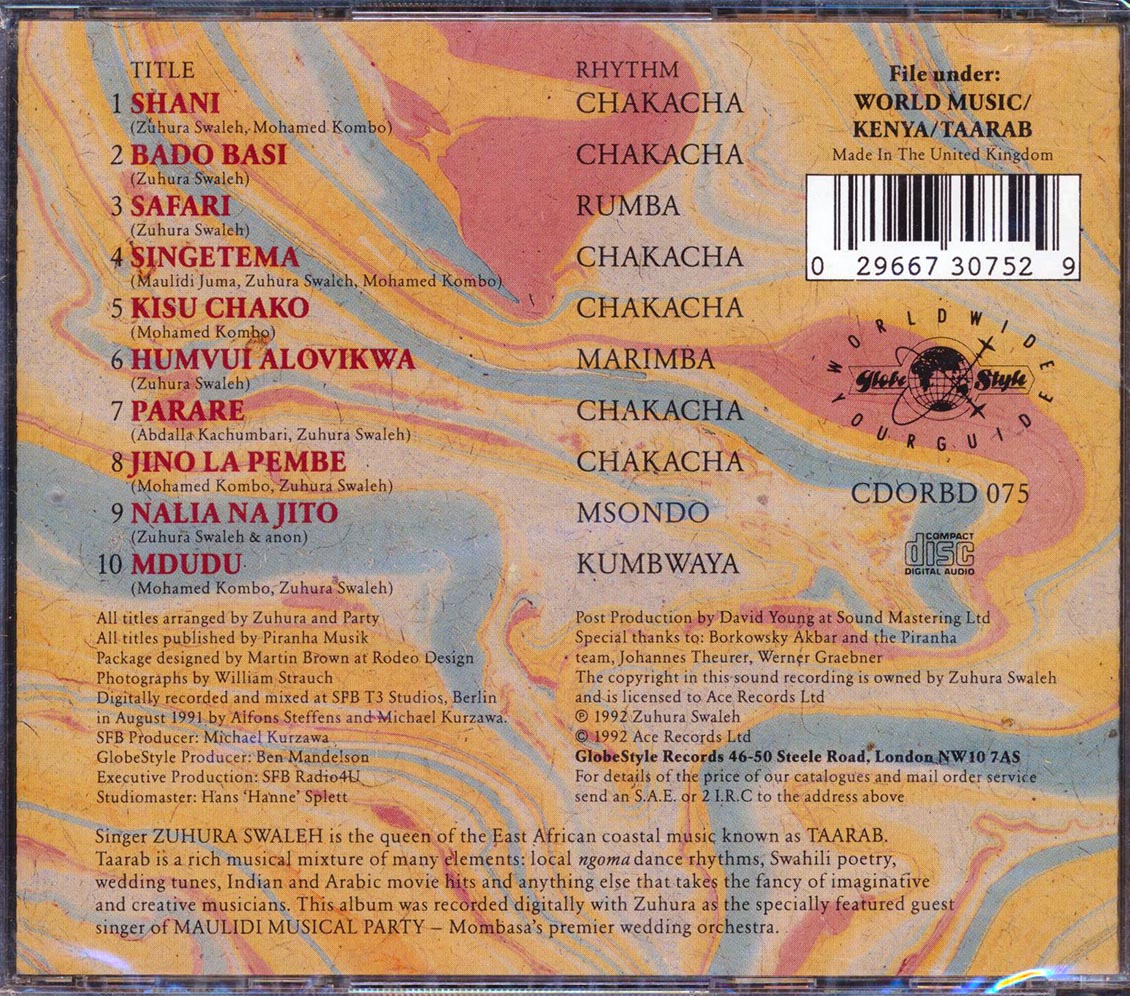 TITLE RHYTHM
1 SHANI CHAKACHA
(Zuhura Swaleh, Mohamed Kombo)
2 BADO BASI CHAKACHA
(Zuhura Swaleh)
3 SAFARI RUMBA
(Zuhura Swaleh)
4 SINGETEMA CHAKACHA
(Maulidi Juma, Zuhura Swaleh, Mohamed Kombo)
5 KISU CHAKO CHAKACHA
(Mohamed Kombo)
6 HUMVUI ALOVIKWA MARIMBA
(Zuhura Swaleh)
7 PARARE CHAKACHA
(Abdalla Kachumbari, Zuhura Swaleh)
8 JINO LA PEMBE CHAKACHA
(Mohamed Kombo, Zuhura Swaleh)
9 NALIA NA JITO MSONDO
(Zuhura Swaleh & anon)
10 MDUDU KUMBWAYA
(Mohamed Kombo, Zuhura Swaleh)
File under:
WORLD MUSIC/
KENYA/TAARAB
Made In The United Kingdom
0 29667 30752 9
WORLDWIDE
Globe Style
YOUR GUIDE
CDORBD 075
COMPACT
disc
DIGITAL AUDIO
All titles arranged by Zuhura and Party
All titles published by Piranha Musik
Package designed by Martin Brown at Rodeo Design
Photographs by William Strauch
Digitally recorded and mixed at SFB T3 Studios, Berlin
in August 1991 by Alfons Steffens and Michael Kurzawa.
SFB Producer: Michael Kurzawa
GlobeStyle Producer: Ben Mandelson
Executive Production: SFB Radio4U
Studiomaster: Hans 'Hanne' Splett
Post Production by David Young at Sound Mastering Ltd
Special thanks to: Borkowsky Akbar and the Piranha
team, Johannes Theurer, Werner Graebner
The copyright in this sound recording is owned by Zuhura Swaleh
and is licensed to Ace Records Ltd
℗ 1992 Zuhura Swaleh
© 1992 Ace Records Ltd
GlobeStyle Records 46-50 Steele Road, London NW10 7AS
For details of the price of our catalogues and mail order service
send an S.A.E. or 2 I.R.C to the address above
Singer ZUHURA SWALEH is the queen of the East African coastal music known as TAARAB.
Taarab is a rich musical mixture of many elements: local ngoma dance rhythms, Swahili poetry,
wedding tunes, Indian and Arabic movie hits and anything else that takes the fancy of imaginative
and creative musicians. This album was recorded digitally with Zuhura as the specially featured guest
singer of MAULIDI MUSICAL PARTY – Mombasa's premier wedding orchestra.